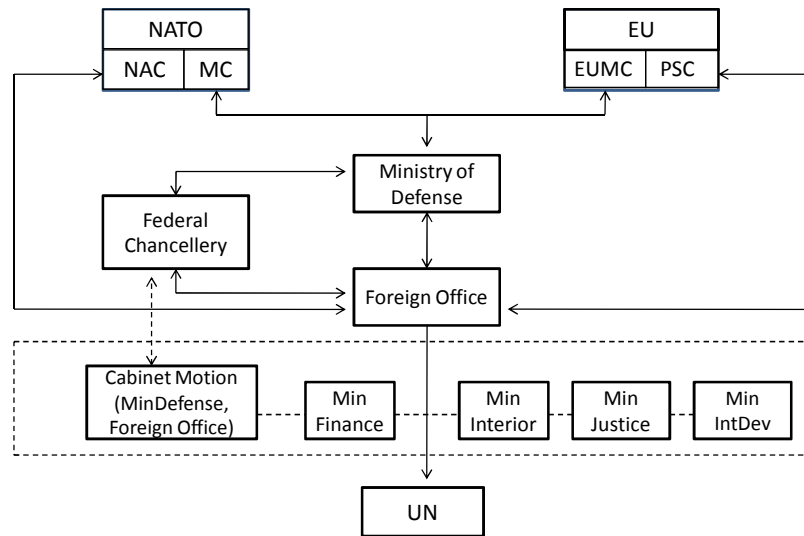 NATO
EU
NAC
MC
EUMC
PSC
Ministry of
Defense
Federal
Chancellery
Foreign Office
Cabinet Motion
(MinDefense,
Foreign Office)
Min
Finance
Min
Interior
Min
Justice
Min
IntDev
UN